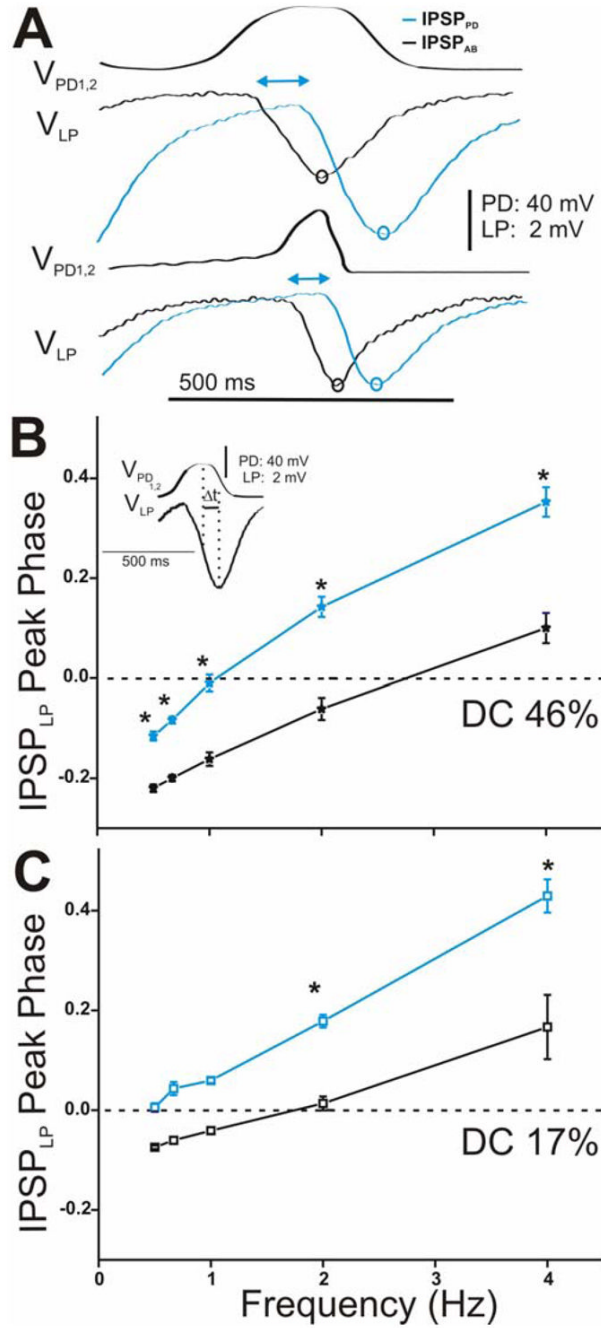 A
IPSP_PD
IPSP_AB
V_PD1,2
V_LP
PD: 40 mV
LP: 2 mV
V_PD1,2
V_LP
500 ms
B
V_PD1,2
PD: 40 mV
LP: 2 mV
V_LP
Δt
500 ms
0.4
*
0.2
*
*
0.0
*
*
DC 46%
-0.2
IPSP_LP Peak Phase
C
*
0.4
*
0.2
0.0
DC 17%
-0.2
IPSP_LP Peak Phase
0 1 2 3 4
Frequency (Hz)